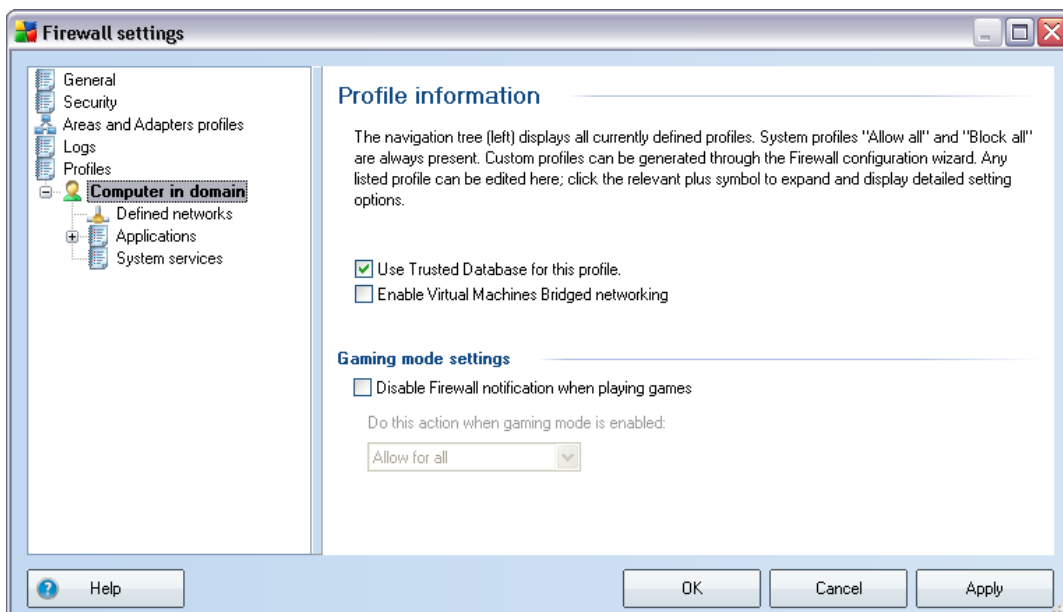 Firewall settings
General
Security
Areas and Adapters profiles
Logs
Profiles
Computer in domain
Defined networks
Applications
System services
Profile information
The navigation tree (left) displays all currently defined profiles. System profiles "Allow all" and "Block all"
are always present. Custom profiles can be generated through the Firewall configuration wizard. Any
listed profile can be edited here; click the relevant plus symbol to expand and display detailed setting
options.
Use Trusted Database for this profile.
Enable Virtual Machines Bridged networking
Gaming mode settings
Disable Firewall notification when playing games
Do this action when gaming mode is enabled:
Allow for all
Help
OK
Cancel
Apply